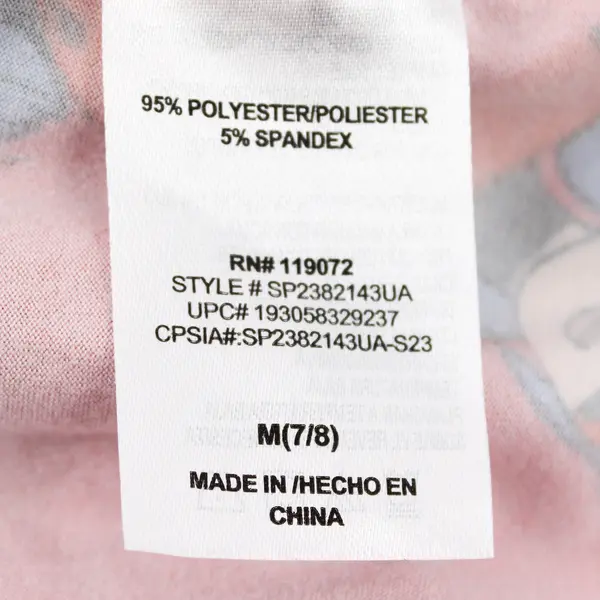 95% POLYESTER/POLIESTER
5% SPANDEX
RN# 119072
STYLE # SP2382143UA
UPC# 193058329237
CPSIA#:SP2382143UA-S23
M(7/8)
MADE IN /HECHO EN
CHINA